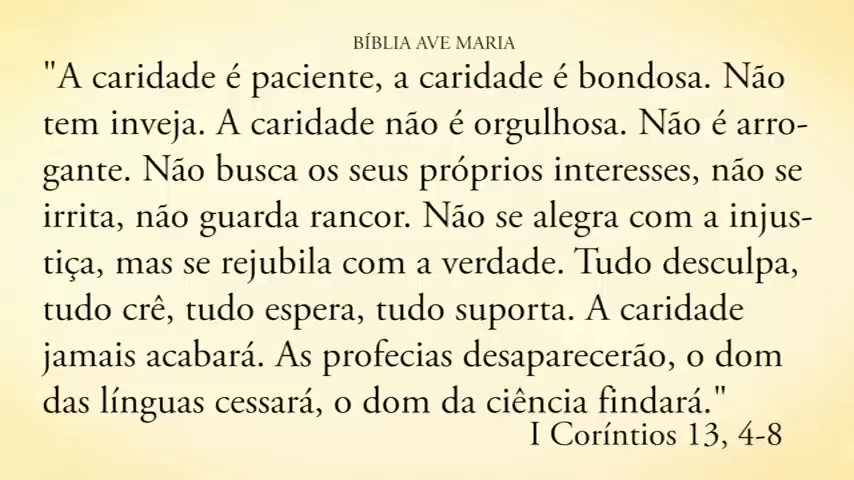 BÍBLIA AVE MARIA
"A caridade é paciente, a caridade é bondosa. Não
tem inveja. A caridade não é orgulhosa. Não é arro-
gante. Não busca os seus próprios interesses, não se
irrita, não guarda rancor. Não se alegra com a injus-
tiça, mas se rejubila com a verdade. Tudo desculpa,
tudo crê, tudo espera, tudo suporta. A caridade
jamais acabará. As profecias desaparecerão, o dom
das línguas cessará, o dom da ciência findará."
I Coríntios 13, 4-8